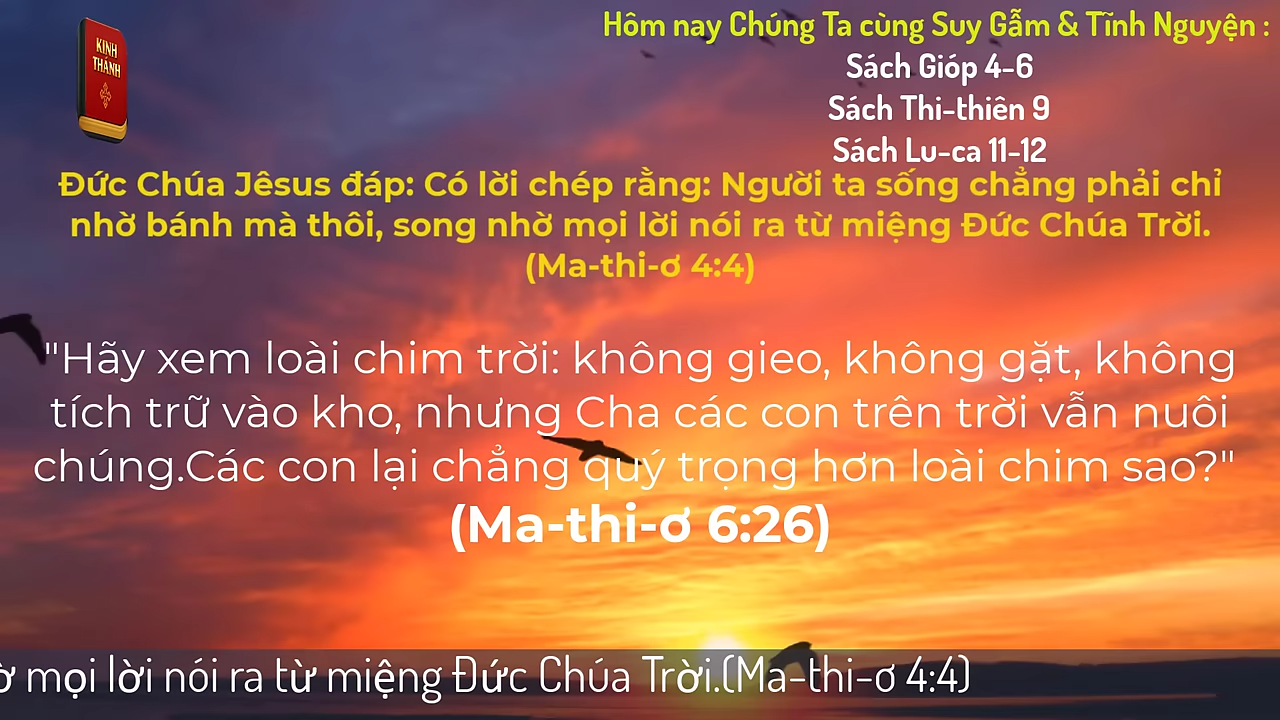 KINH
THÁNH
Hôm nay Chúng Ta cùng Suy Gẫm & Tĩnh Nguyện :
Sách Gióp 4-6
Sách Thi-thiên 9
Sách Lu-ca 11-12
Đức Chúa Jêsus đáp: Có lời chép rằng: Người ta sống chẳng phải chỉ
nhờ bánh mà thôi, song nhờ mọi lời nói ra từ miệng Đức Chúa Trời.
(Ma-thi-ơ 4:4)
"Hãy xem loài chim trời: không gieo, không gặt, không
tích trữ vào kho, nhưng Cha các con trên trời vẫn nuôi
chúng.Các con lại chẳng quý trọng hơn loài chim sao?"
(Ma-thi-ơ 6:26)
ờ mọi lời nói ra từ miệng Đức Chúa Trời.(Ma-thi-ơ 4:4)